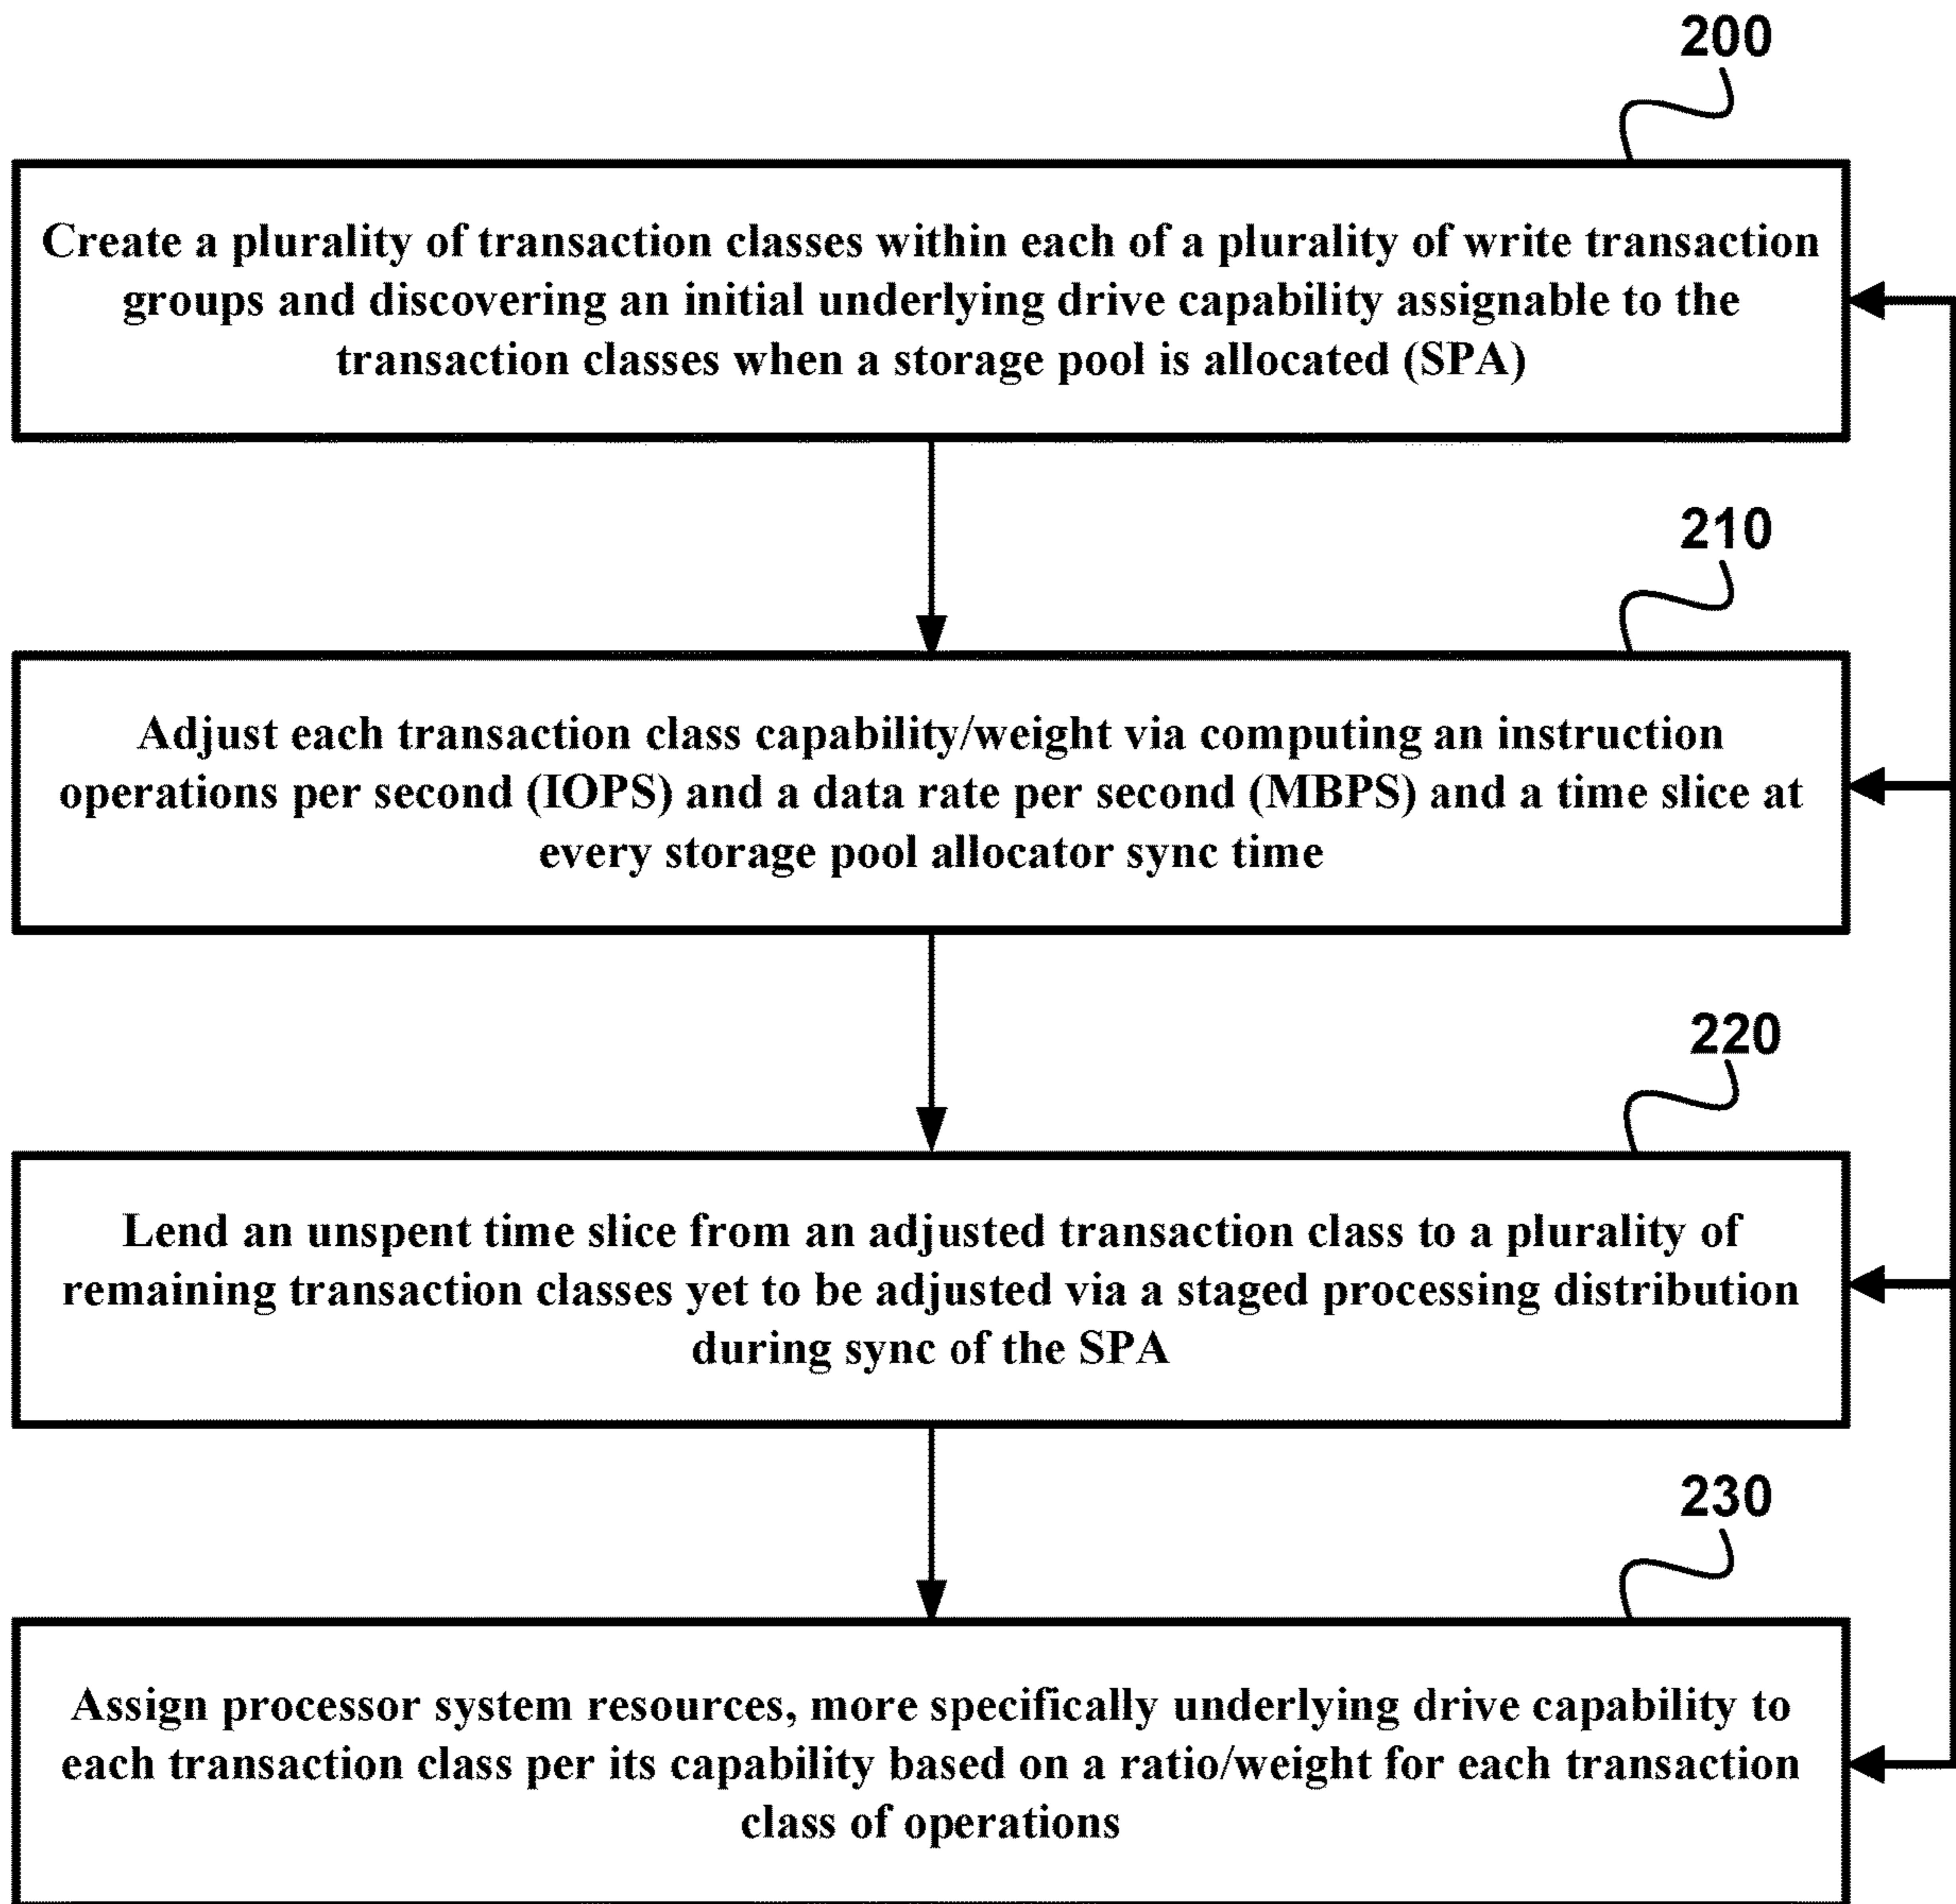 200
Create a plurality of transaction classes within each of a plurality of write transaction
groups and discovering an initial underlying drive capability assignable to the
transaction classes when a storage pool is allocated (SPA)
210
Adjust each transaction class capability/weight via computing an instruction
operations per second (IOPS) and a data rate per second (MBPS) and a time slice at
every storage pool allocator sync time
220
Lend an unspent time slice from an adjusted transaction class to a plurality of
remaining transaction classes yet to be adjusted via a staged processing distribution
during sync of the SPA
230
Assign processor system resources, more specifically underlying drive capability to
each transaction class per its capability based on a ratio/weight for each transaction
class of operations